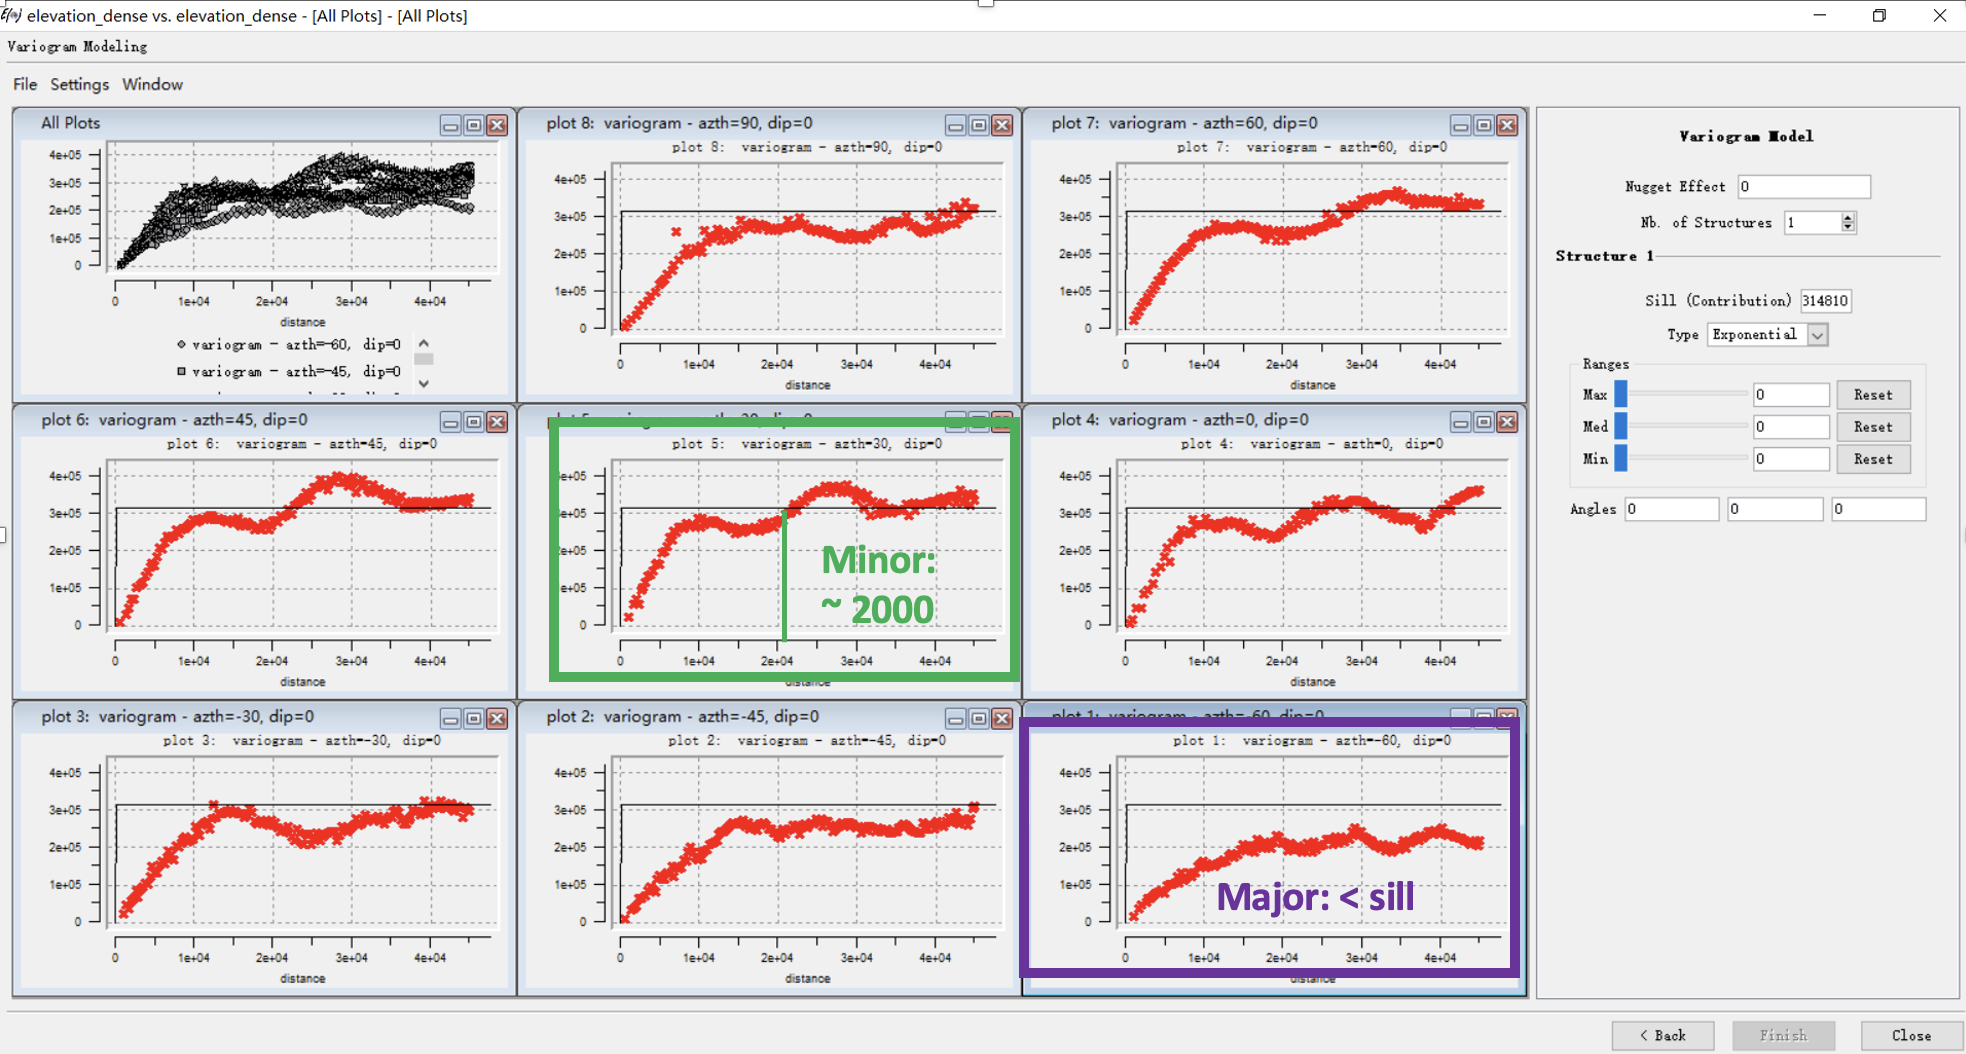 elevation_dense vs. elevation_dense - [All Plots] - [All Plots]
Variogram Modeling
File Settings Window
All Plots
4e+05
3e+05
2e+05
1e+05
0
0 1e+04 2e+04 3e+04 4e+04
distance
variogram - azth=-60, dip=0
variogram - azth=-45, dip=0
plot 8: variogram - azth=90, dip=0
plot 8: variogram - azth=90, dip=0
4e+05
3e+05
2e+05
1e+05
0
0 1e+04 2e+04 3e+04 4e+04
distance
plot 7: variogram - azth=60, dip=0
plot 7: variogram - azth=60, dip=0
4e+05
3e+05
2e+05
1e+05
0
0 1e+04 2e+04 3e+04 4e+04
distance
plot 6: variogram - azth=45, dip=0
plot 6: variogram - azth=45, dip=0
4e+05
3e+05
2e+05
1e+05
0
0 1e+04 2e+04 3e+04 4e+04
distance
plot 5: variogram - azth=30, dip=0
e+05
e+05
e+05
e+05
0
Minor:
~ 2000
0 1e+04 2e+04 3e+04 4e+04
distance
plot 4: variogram - azth=0, dip=0
plot 4: variogram - azth=0, dip=0
4e+05
3e+05
2e+05
1e+05
0
0 1e+04 2e+04 3e+04 4e+04
distance
plot 3: variogram - azth=-30, dip=0
plot 3: variogram - azth=-30, dip=0
4e+05
3e+05
2e+05
1e+05
0
0 1e+04 2e+04 3e+04 4e+04
distance
plot 2: variogram - azth=-45, dip=0
plot 2: variogram - azth=-45, dip=0
4e+05
3e+05
2e+05
1e+05
0
0 1e+04 2e+04 3e+04 4e+04
distance
plot 1: variogram - azth=-60, dip=0
plot 1: variogram - azth=-60, dip=0
4e+05
3e+05
2e+05
1e+05
0
Major: < sill
0 1e+04 2e+04 3e+04 4e+04
distance
Variogram Model
Nugget Effect 0
Nb. of Structures 1
Structure 1
Sill (Contribution) 314810
Type Exponential
Ranges
Max 0 Reset
Med 0 Reset
Min 0 Reset
Angles 0 0 0
< Back Finish Close